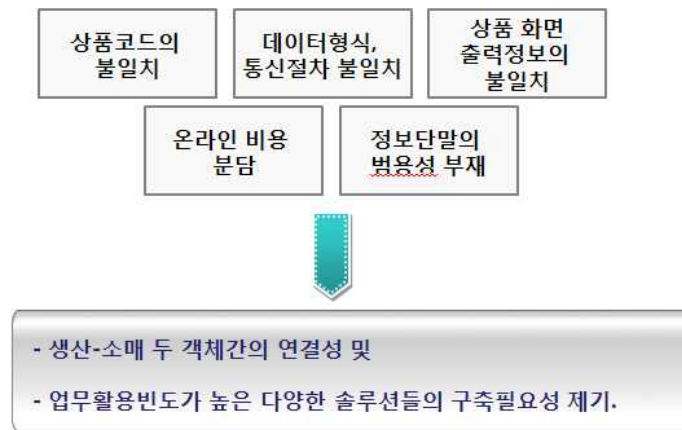 상품코드의
불일치
데이터형식,
통신절차 불일치
상품 화면
출력정보의
불일치
온라인 비용
분담
정보단말의
범용성 부재
- 생산-소매 두 객체간의 연결성 및
- 업무활용빈도가 높은 다양한 솔루션들의 구축필요성 제기.